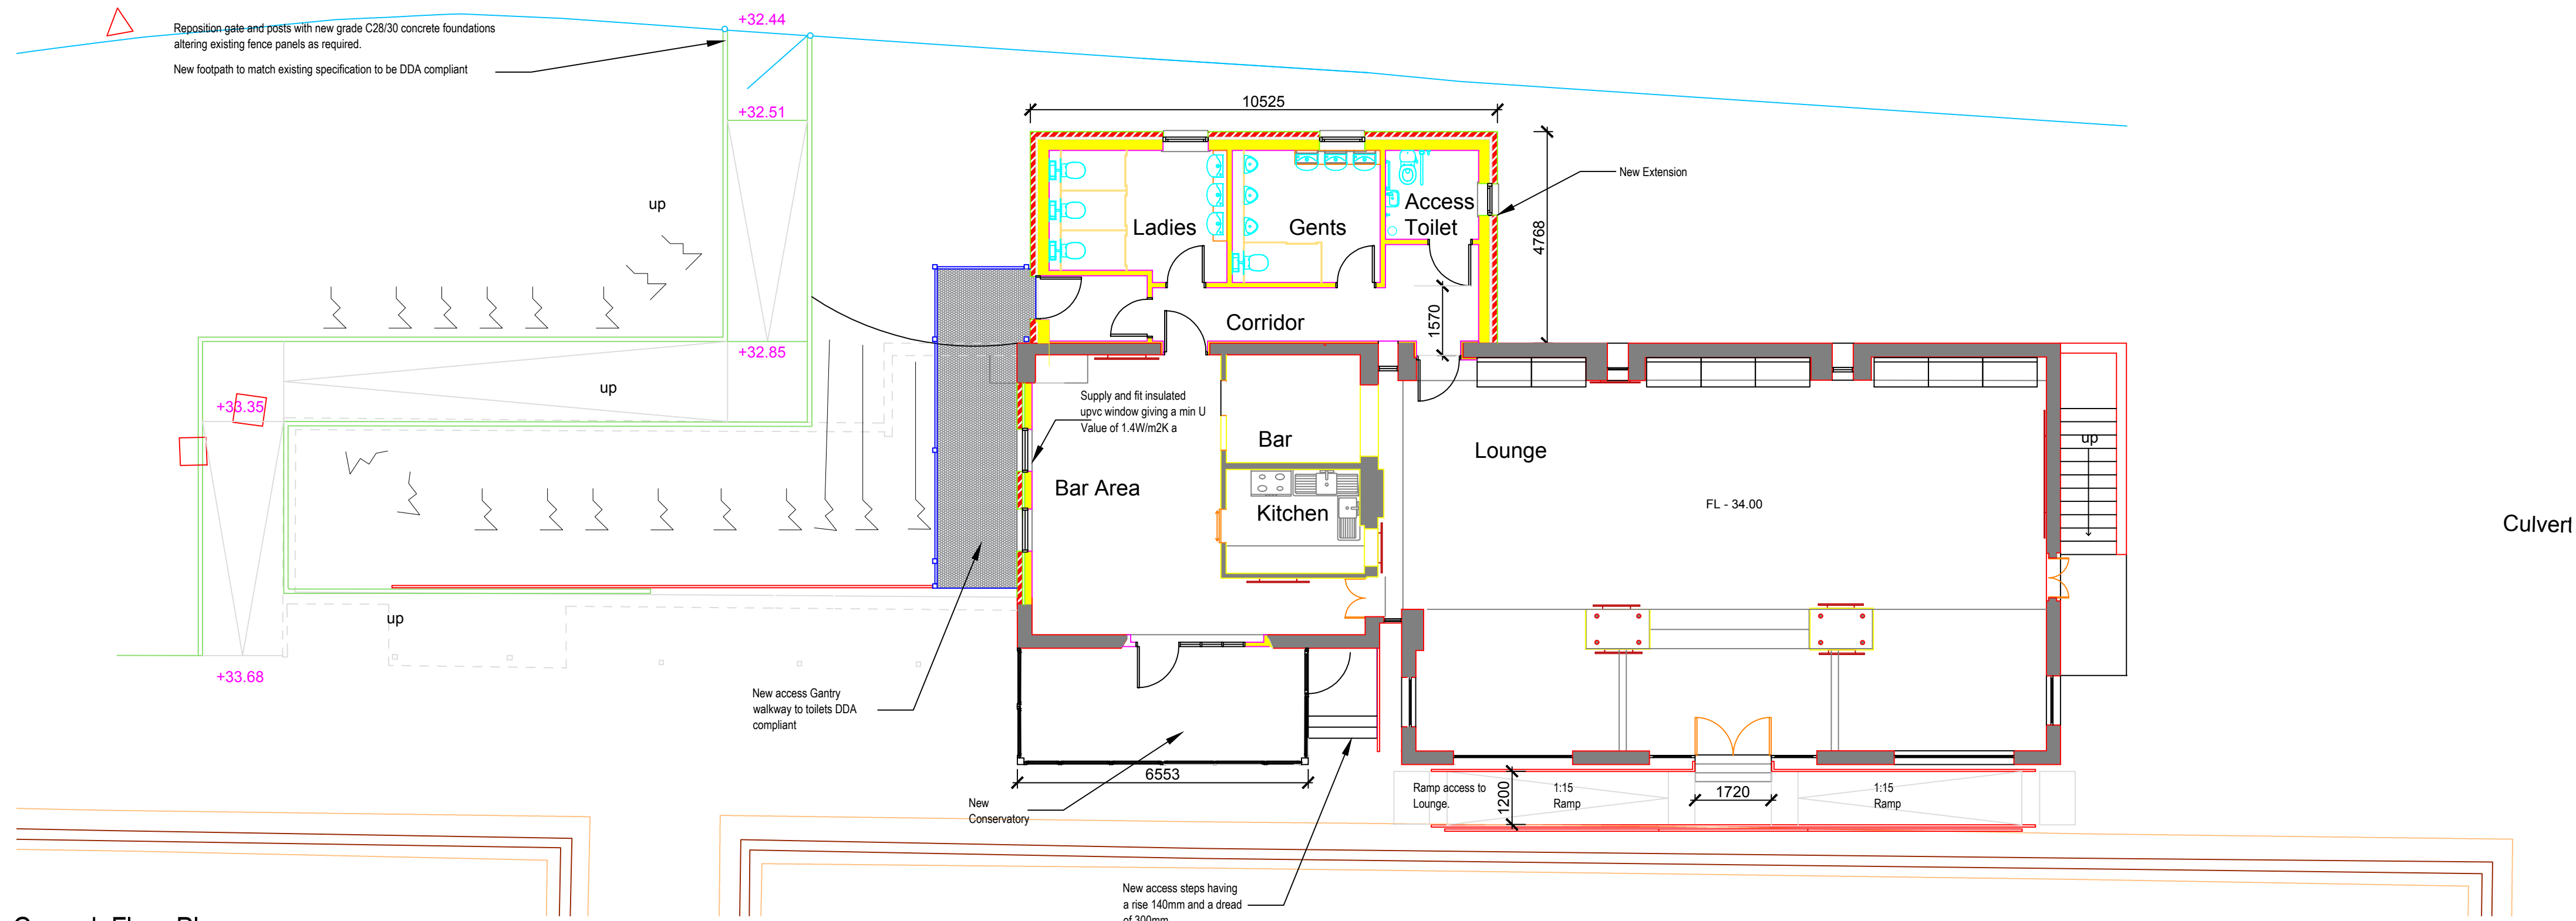 Reposition gate and posts with new grade C28/30 concrete foundations
altering existing fence panels as required.
New footpath to match existing specification to be DDA compliant
+32.44
+32.51
+32.85
+33.35
+33.68
up
up
up
10525
4768
New Extension
Ladies
Gents
Access
Toilet
Corridor
1570
Supply and fit insulated
upvc window giving a min U
Value of 1.4W/m2K a
Bar
Bar Area
Kitchen
Lounge
FL - 34.00
up
Culvert
New access Gantry
walkway to toilets DDA
compliant
6553
New
Conservatory
Ramp access to
Lounge.
1200
1:15
Ramp
1720
1:15
Ramp
New access steps having
a rise 140mm and a dread
of 300mm